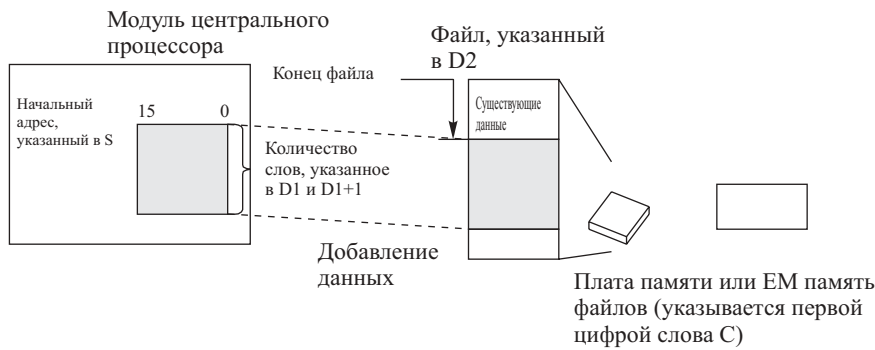 Модуль центрального
процессора
Файл, указанный
в D2
Конец файла
Начальный
адрес,
указанный в S
15 0
Существующие
данные
Количество
слов, указанное
в D1 и D1+1
Добавление
данных
Плата памяти или EM память
файлов (указывается первой
цифрой слова C)